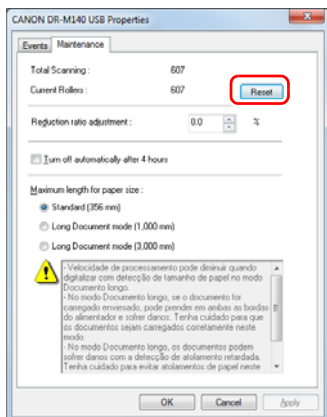 CANON DR-M140 USB Properties
Events Maintenance
Total Scanning : 607
Current Rollers : 607 Reset
Reduction ratio adjustment : 0.0 %
Turn off automatically after 4 hours
Maximum length for paper size :
Standard (356 mm)
Long Document mode (1,000 mm)
Long Document mode (3,000 mm)
- Velocidade de processamento pode diminuir quando
digitalizar com detecção de tamanho de papel no modo
Documento longo.
- No modo Documento longo, se o documento for
carregado enviesado, pode prender em ambas as bordas
do alimentador e sofrer danos. Tenha cuidado para que
os documentos sejam carregados corretamente neste
modo.
- No modo Documento longo, os documentos podem
sofrer danos com a detecção de atolamento retardada.
Tenha cuidado para evitar atolamentos de papel neste
OK Cancel Apply